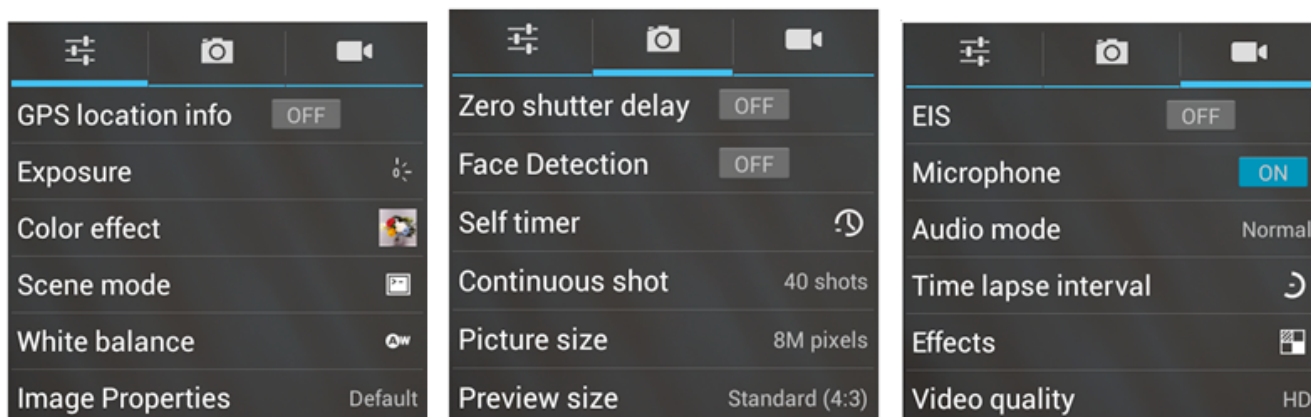 GPS location info OFF
Exposure
Color effect
Scene mode
White balance
Image Properties Default
Zero shutter delay OFF
Face Detection OFF
Self timer
Continuous shot 40 shots
Picture size 8M pixels
Preview size Standard (4:3)
EIS OFF
Microphone ON
Audio mode Normal
Time lapse interval
Effects
Video quality HD